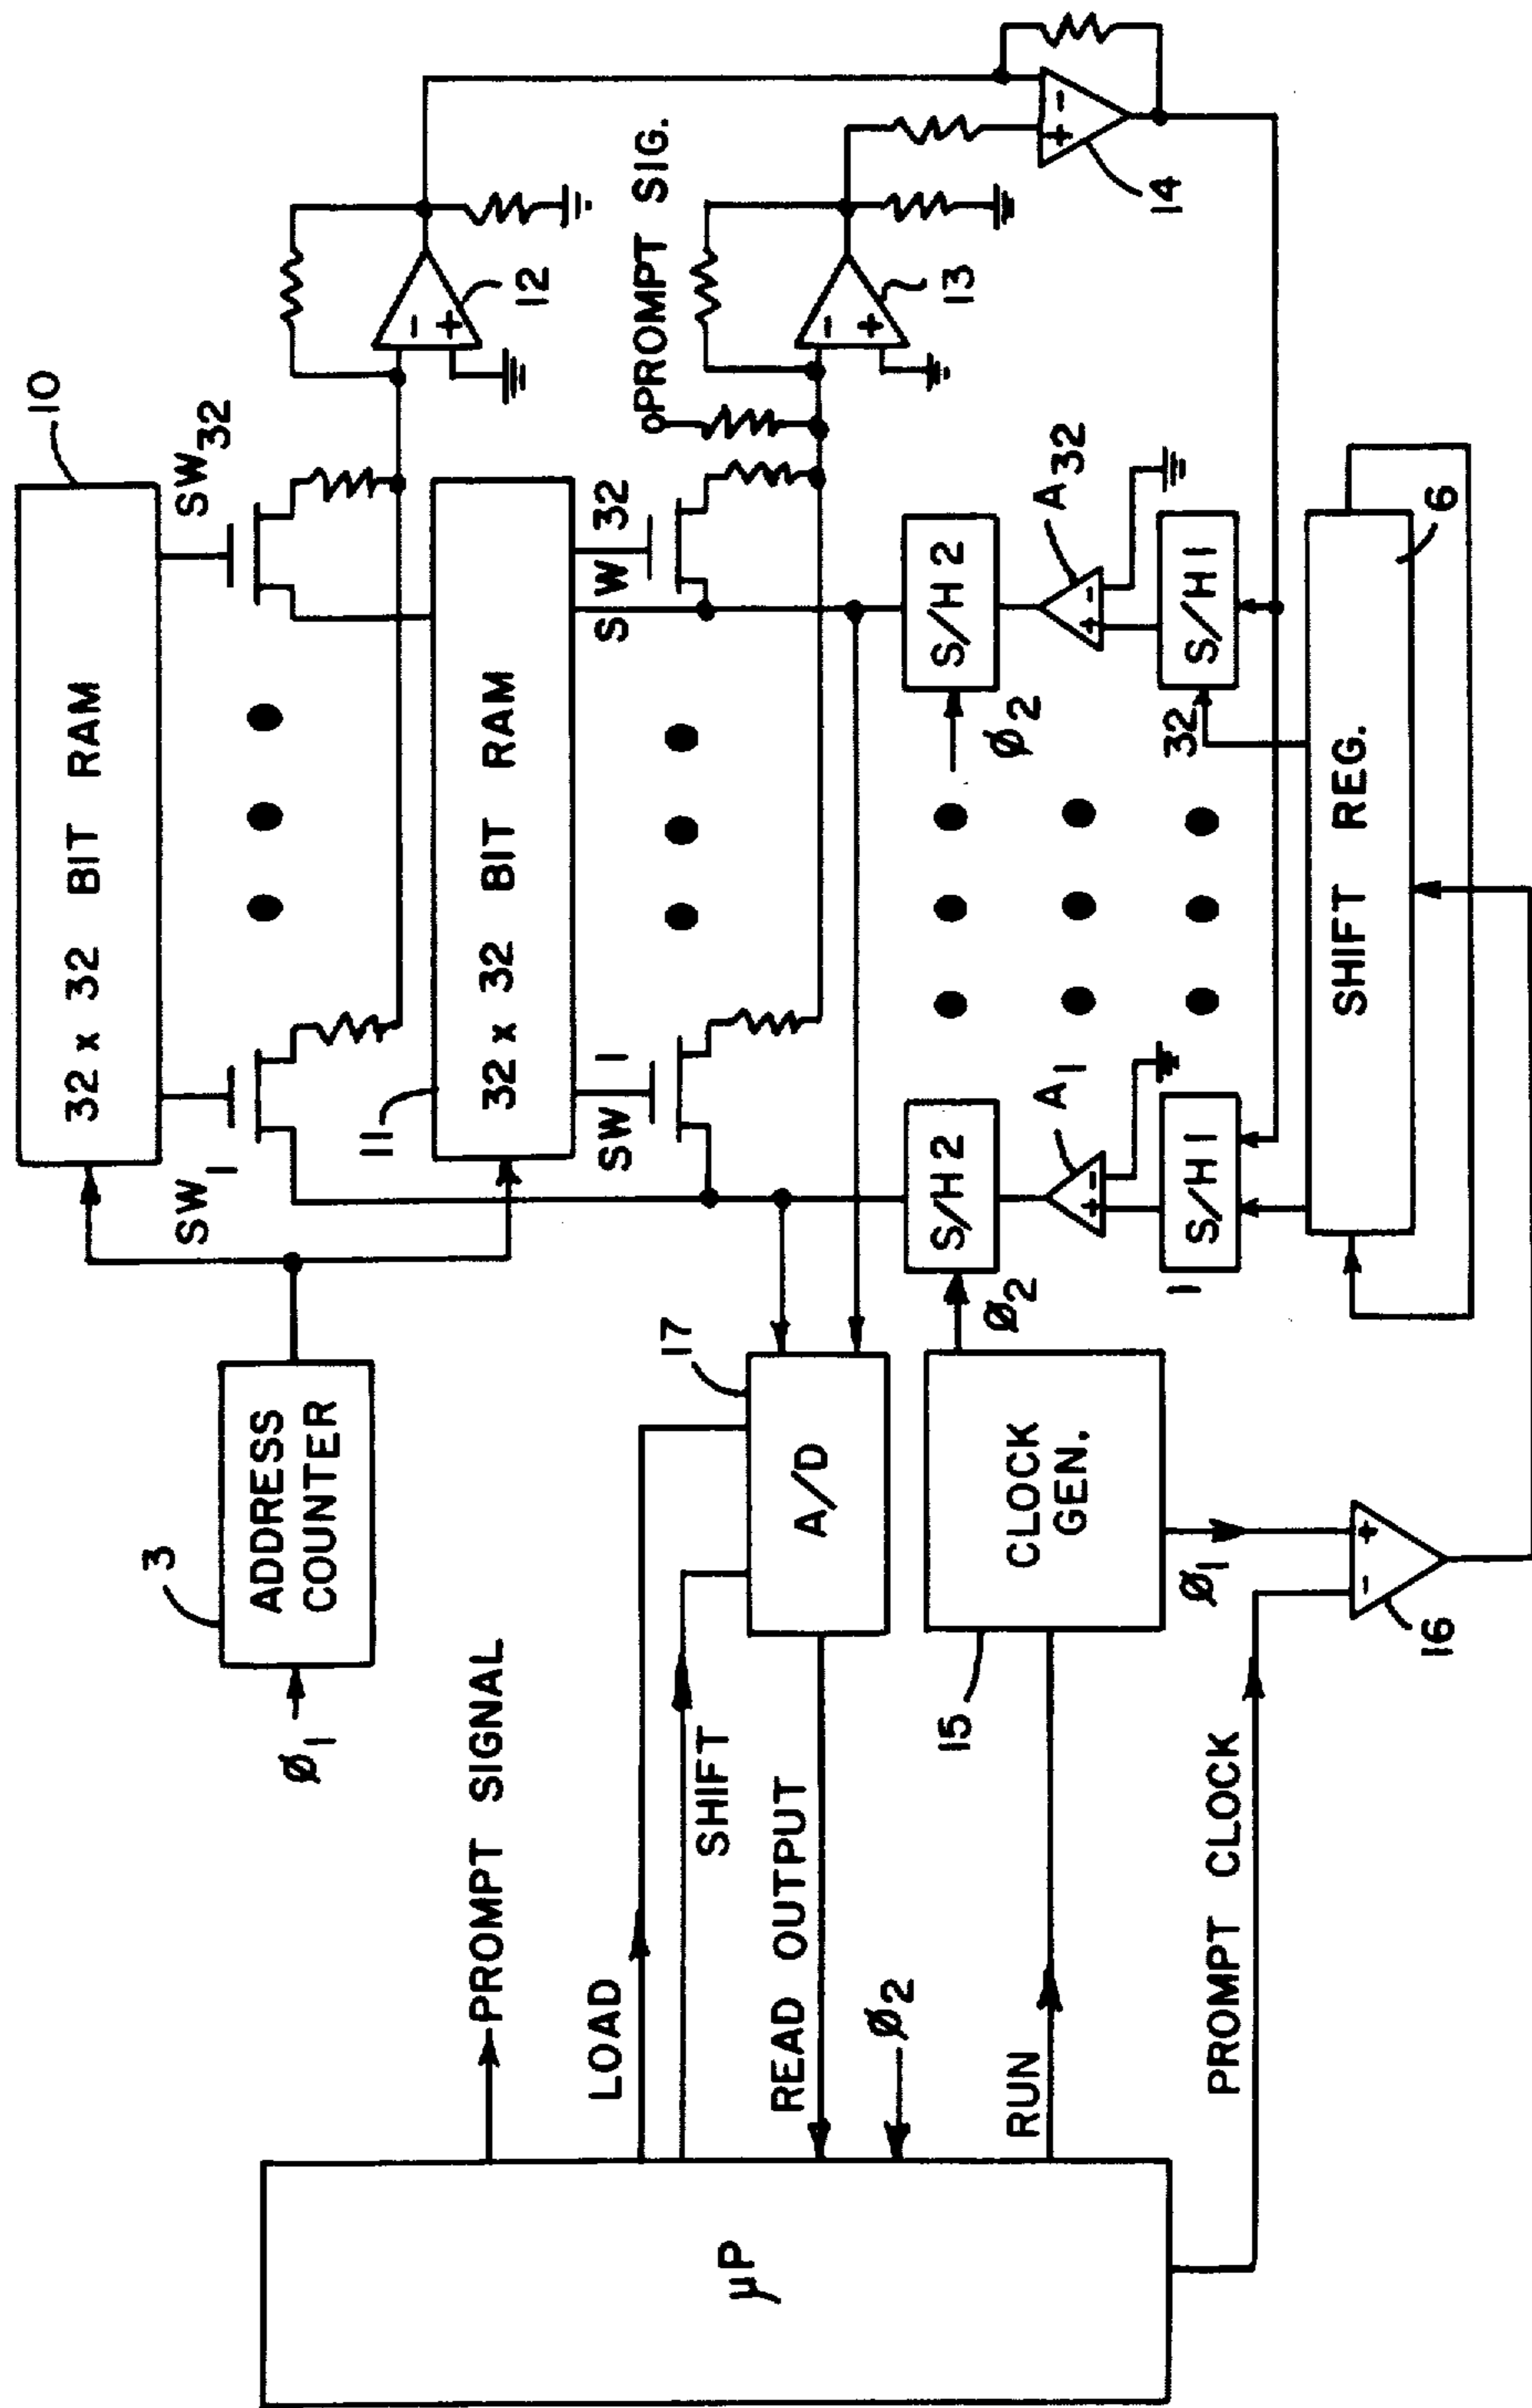 10
32 x 32 BIT RAM
SW1
SW32
12
3
ADDRESS
COUNTER
Ø1
11
32 x 32 BIT RAM
SW 1
SW 32
PROMPT SIG.
13
14
PROMPT SIGNAL
LOAD
SHIFT
READ OUTPUT
Ø2
RUN
PROMPT CLOCK
µP
17
A/D
15
CLOCK
GEN.
Ø1
16
Ø2
S/H 2
Ø2
S/H 2
A1
A32
1
S/H 1
32
S/H 1
SHIFT REG.
6
+
-
+
-
+
-
+
-
+
-
+
-